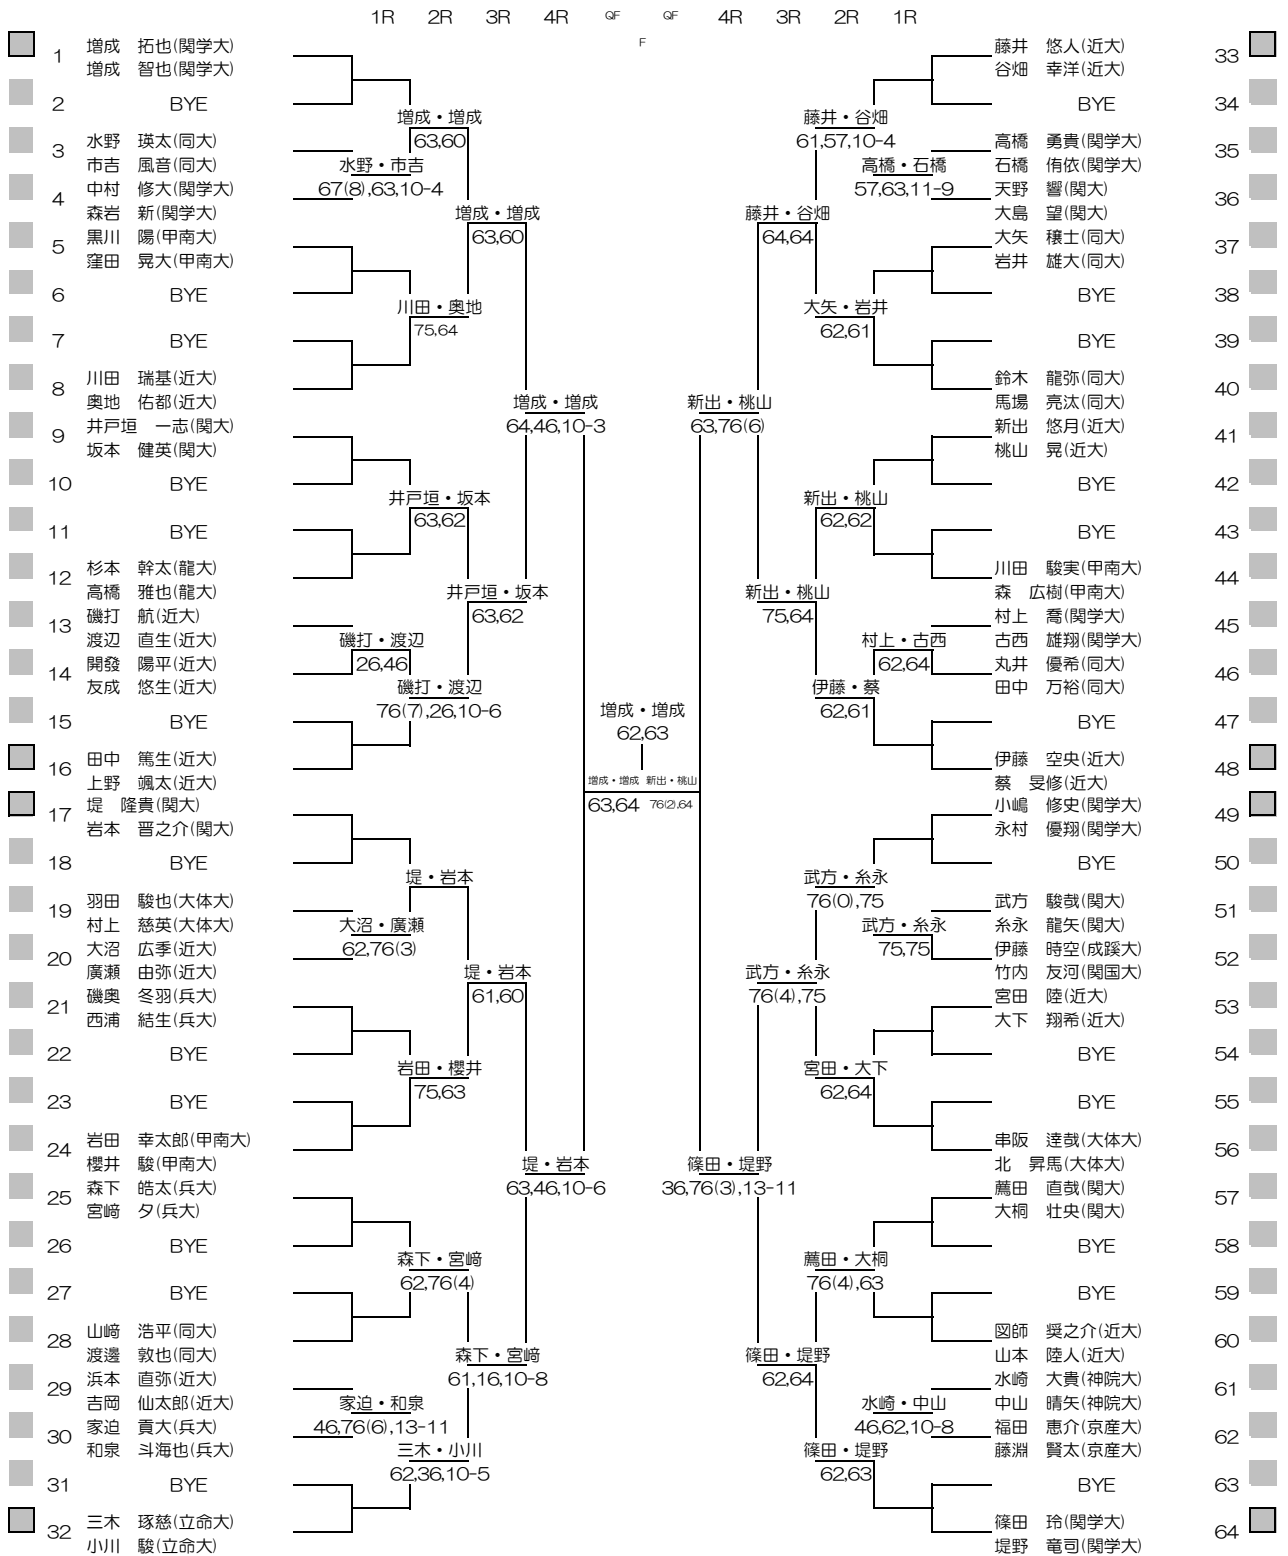 1R 2R 3R 4R QF QF 4R 3R 2R 1R
F
1 増成 拓也(関学大)
増成 智也(関学大)
2 BYE
3 水野 瑛太(同大)
市吉 風音(同大)
4 中村 修大(関学大)
森岩 新(関学大)
5 黒川 陽(甲南大)
窪田 晃大(甲南大)
6 BYE
7 BYE
8 川田 瑞基(近大)
奥地 佑都(近大)
9 井戸垣 一志(関大)
坂本 健英(関大)
10 BYE
11 BYE
12 杉本 幹太(龍大)
高橋 雅也(龍大)
13 磯打 航(近大)
渡辺 直生(近大)
14 開發 陽平(近大)
友成 悠生(近大)
15 BYE
16 田中 篤生(近大)
上野 颯太(近大)
17 堤 隆貴(関大)
岩本 晋之介(関大)
18 BYE
19 羽田 駿也(大体大)
村上 慈英(大体大)
20 大沼 広季(近大)
廣瀬 由弥(近大)
21 磯奥 冬羽(兵大)
西浦 結生(兵大)
22 BYE
23 BYE
24 岩田 幸太郎(甲南大)
櫻井 駿(甲南大)
25 森下 皓太(兵大)
宮﨑 夕(兵大)
26 BYE
27 BYE
28 山﨑 浩平(同大)
渡邊 敦也(同大)
29 浜本 直弥(近大)
吉岡 仙太郎(近大)
30 家迫 貢大(兵大)
和泉 斗海也(兵大)
31 BYE
32 三木 琢慈(立命大)
小川 駿(立命大)
水野・市吉
67(8),63,10-4
磯打・渡辺
26,46
大沼・廣瀬
62,76(3)
家迫・和泉
46,76(6),13-11
増成・増成
63,60
川田・奥地
75,64
井戸垣・坂本
63,62
磯打・渡辺
76(7),26,10-6
堤・岩本
岩田・櫻井
75,63
森下・宮﨑
62,76(4)
三木・小川
62,36,10-5
増成・増成
63,60
井戸垣・坂本
63,62
堤・岩本
61,60
森下・宮﨑
61,16,10-8
増成・増成
64,46,10-3
堤・岩本
63,46,10-6
増成・増成
62,63
増成・増成 新出・桃山
63,64 76(2),64
新出・桃山
63,76(6)
篠田・堤野
36,76(3),13-11
藤井・谷畑
64,64
新出・桃山
75,64
武方・糸永
76(4),75
篠田・堤野
62,64
藤井・谷畑
61,57,10-4
大矢・岩井
62,61
新出・桃山
62,62
伊藤・蔡
62,61
武方・糸永
76(0),75
宮田・大下
62,64
薦田・大桐
76(4),63
篠田・堤野
62,63
高橋・石橋
57,63,11-9
村上・古西
62,64
武方・糸永
75,75
水崎・中山
46,62,10-8
藤井 悠人(近大) 33
谷畑 幸洋(近大)
BYE 34
高橋 勇貴(関学大) 35
石橋 侑依(関学大)
天野 響(関大) 36
大島 望(関大)
大矢 穣士(同大) 37
岩井 雄大(同大)
BYE 38
BYE 39
鈴木 龍弥(同大) 40
馬場 亮汰(同大)
新出 悠月(近大) 41
桃山 晃(近大)
BYE 42
BYE 43
川田 駿実(甲南大) 44
森 広樹(甲南大)
村上 喬(関学大) 45
古西 雄翔(関学大)
丸井 優希(同大) 46
田中 万裕(同大)
BYE 47
伊藤 空央(近大) 48
蔡 旻修(近大)
小嶋 修史(関学大) 49
永村 優翔(関学大)
BYE 50
武方 駿哉(関大) 51
糸永 龍矢(関大)
伊藤 時空(成蹊大) 52
竹内 友河(関国大)
宮田 陸(近大) 53
大下 翔希(近大)
BYE 54
BYE 55
串阪 達哉(大体大) 56
北 昇馬(大体大)
薦田 直哉(関大) 57
大桐 壮央(関大)
BYE 58
BYE 59
図師 奨之介(近大) 60
山本 陸人(近大)
水崎 大貴(神院大) 61
中山 晴矢(神院大)
福田 恵介(京産大) 62
藤淵 賢太(京産大)
BYE 63
篠田 玲(関学大) 64
堤野 竜司(関学大)